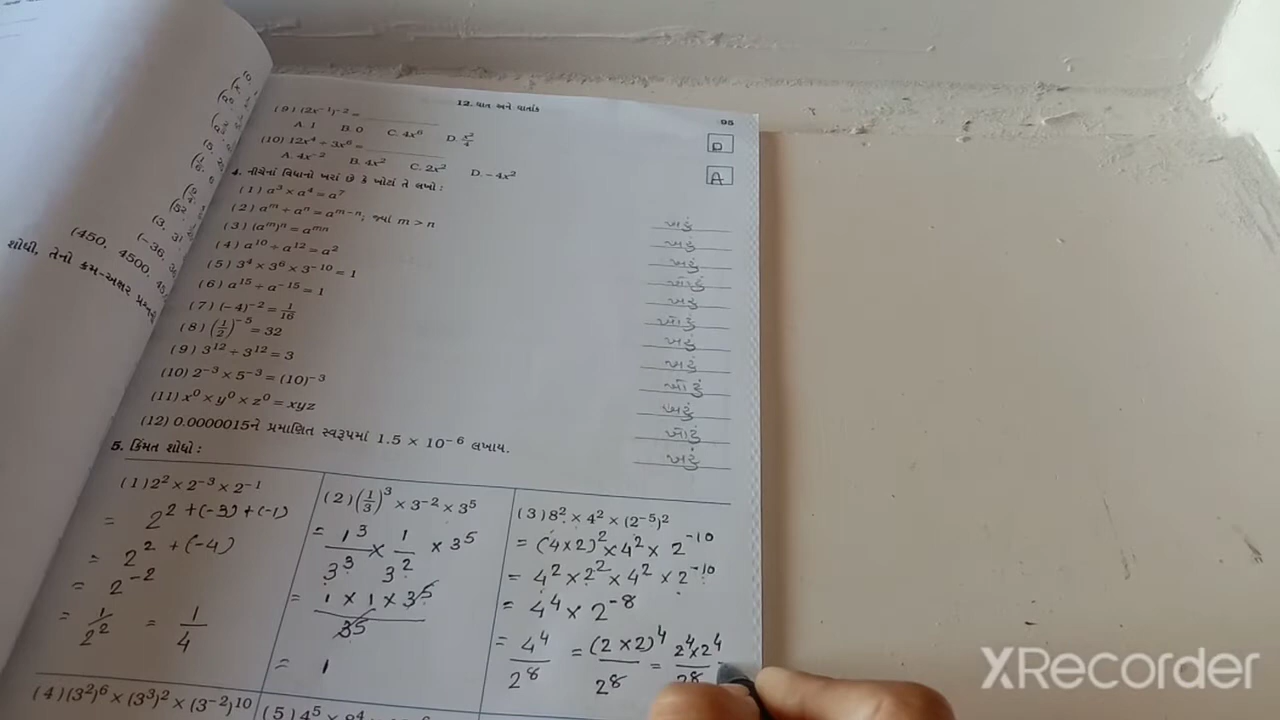 12. ઘાત અને ઘાતાંક
95
(9) (2x⁻¹)⁻² = ________
A. 1 B. 0 C. 4x⁶ D. x²/4
D
(10) 12x⁴ ÷ 3x⁶ = ________
A. 4x⁻² B. 4x² C. 2x² D. -4x²
A
4. નીચેનાં વિધાનો ખરાં છે કે ખોટાં તે લખો :
(1) a³ × a⁴ = a⁷ ખરું
(2) aᵐ ÷ aⁿ = aᵐ⁻ⁿ; જ્યાં m > n ખરું
(3) (aᵐ)ⁿ = aᵐⁿ ખરું
(4) a¹⁰ ÷ a¹² = a² ખોટું
(5) 3⁴ × 3⁶ × 3⁻¹⁰ = 1 ખરું
(6) a¹⁵ ÷ a⁻¹⁵ = 1 ખોટું
(7) (-4)⁻² = 1/16 ખરું
(8) (1/2)⁻⁵ = 32 ખરું
(9) 3¹² ÷ 3¹² = 3 ખોટું
(10) 2⁻³ × 5⁻³ = (10)⁻³ ખરું
(11) x⁰ × y⁰ × z⁰ = xyz ખોટું
(12) 0.0000015ને પ્રમાણિત સ્વરૂપમાં 1.5 × 10⁻⁶ લખાય. ખરું
5. કિંમત શોધો :
(1) 2² × 2⁻³ × 2⁻¹
= 2² ⁺ ⁽⁻³⁾ ⁺ ⁽⁻¹⁾
= 2² ⁺ ⁽⁻⁴⁾
= 2⁻²
= 1/2² = 1/4
(2) (1/3)³ × 3⁻² × 3⁵
= 1³/3³ × 1/3² × 3⁵
= 1 × 1 × 3⁵/3⁵
= 1
(3) 8² × 4² × (2⁻⁵)²
= (4×2)² × 4² × 2⁻¹⁰
= 4² × 2² × 4² × 2⁻¹⁰
= 4⁴ × 2⁻⁸
= 4⁴/2⁸ = (2×2)⁴/2⁸ = 2⁴×2⁴/2⁸
(4) (3²)⁶ × (3³)² × (3⁻²)¹⁰
(450, 4500, 45,
શોધી, તેનો ક્રમ-અક્ષર પ્રશ્નની
(-36, 36
(3, 31
XRecorder